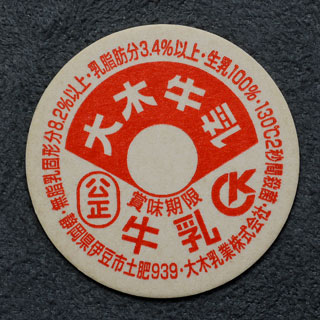 無脂乳固形分8.2%以上・乳脂肪分3.4%以上・生乳100%・130℃2秒間殺菌・
大木牛乳
公正
賞味期限
牛乳
静岡県伊豆市土肥939・大木乳業株式会社